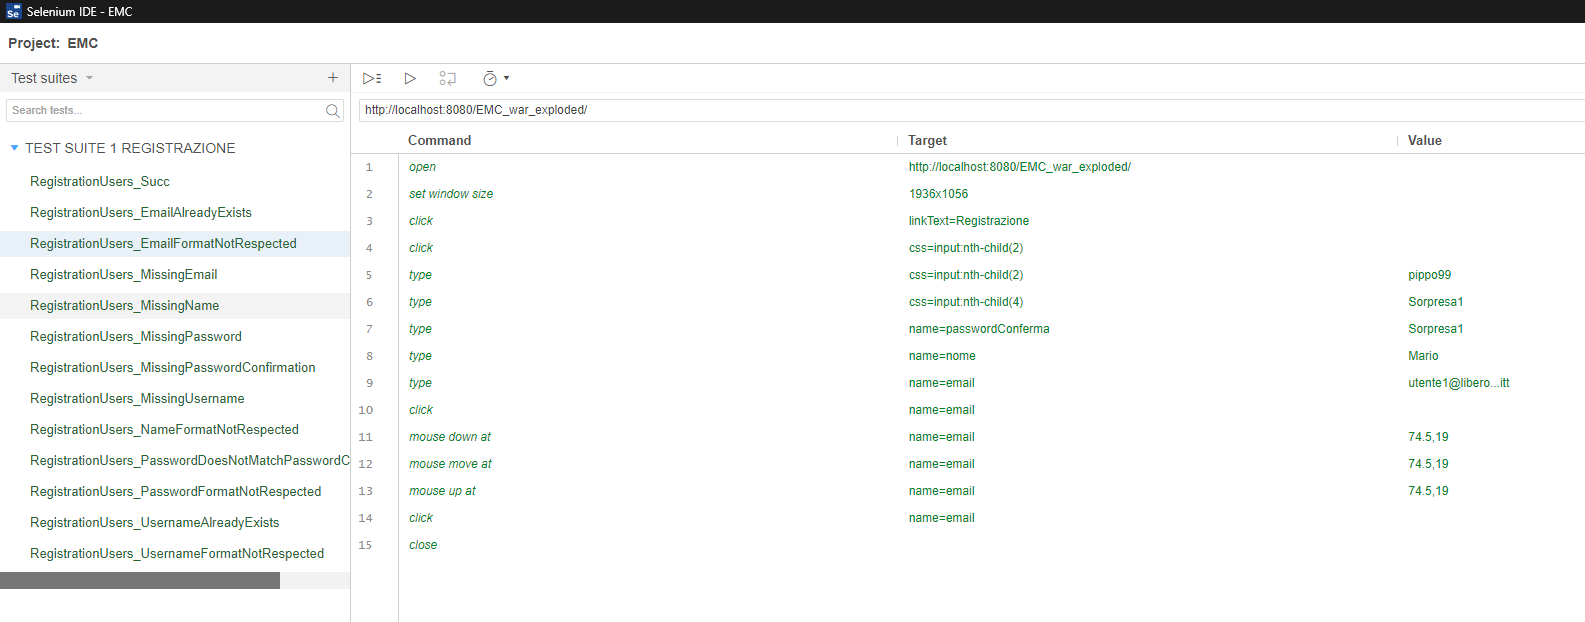 Selenium IDE - EMC
Project: EMC
Test suites
+
Search tests...
TEST SUITE 1 REGISTRAZIONE
RegistrationUsers_Succ
RegistrationUsers_EmailAlreadyExists
RegistrationUsers_EmailFormatNotRespected
RegistrationUsers_MissingEmail
RegistrationUsers_MissingName
RegistrationUsers_MissingPassword
RegistrationUsers_MissingPasswordConfirmation
RegistrationUsers_MissingUsername
RegistrationUsers_NameFormatNotRespected
RegistrationUsers_PasswordDoesNotMatchPasswordC
RegistrationUsers_PasswordFormatNotRespected
RegistrationUsers_UsernameAlreadyExists
RegistrationUsers_UsernameFormatNotRespected
http://localhost:8080/EMC_war_exploded/
Command Target Value
1 open http://localhost:8080/EMC_war_exploded/
2 set window size 1936x1056
3 click linkText=Registrazione
4 click css=input:nth-child(2)
5 type css=input:nth-child(2) pippo99
6 type css=input:nth-child(4) Sorpresa1
7 type name=passwordConferma Sorpresa1
8 type name=nome Mario
9 type name=email utente1@libero...itt
10 click name=email
11 mouse down at name=email 74.5,19
12 mouse move at name=email 74.5,19
13 mouse up at name=email 74.5,19
14 click name=email
15 close